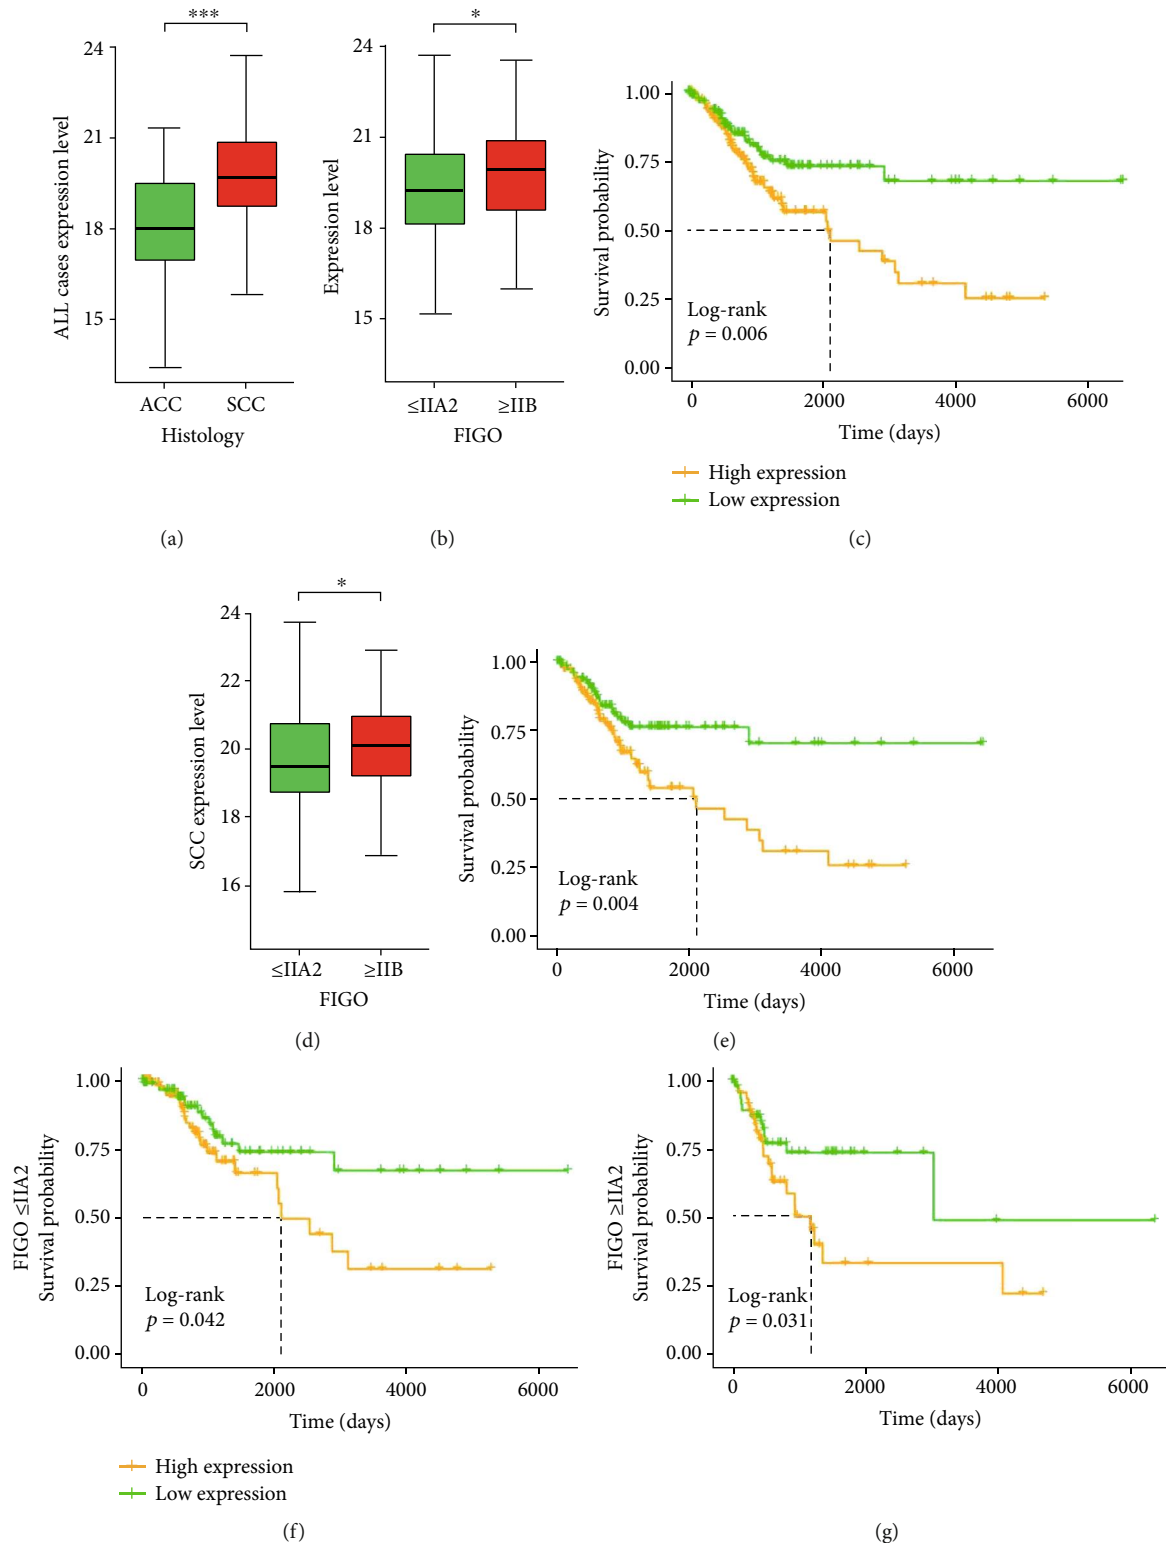 ***
24
21
18
15
ALL cases expression level
ACC
SCC
Histology
(a)
*
24
21
18
15
Expression level
≤IIA2
≥IIB
FIGO
(b)
1.00
0.75
0.50
0.25
0.00
Survival probability
Log-rank
p = 0.006
0
2000
4000
6000
Time (days)
High expression
Low expression
(c)
*
24
22
20
18
16
SCC expression level
≤IIA2
≥IIB
FIGO
(d)
1.00
0.75
0.50
0.25
0.00
Survival probability
Log-rank
p = 0.004
0
2000
4000
6000
Time (days)
(e)
1.00
0.75
0.50
0.25
0.00
FIGO ≤IIA2
Survival probability
Log-rank
p = 0.042
0
2000
4000
6000
Time (days)
High expression
Low expression
(f)
1.00
0.75
0.50
0.25
0.00
FIGO ≥IIA2
Survival probability
Log-rank
p = 0.031
0
2000
4000
6000
Time (days)
(g)